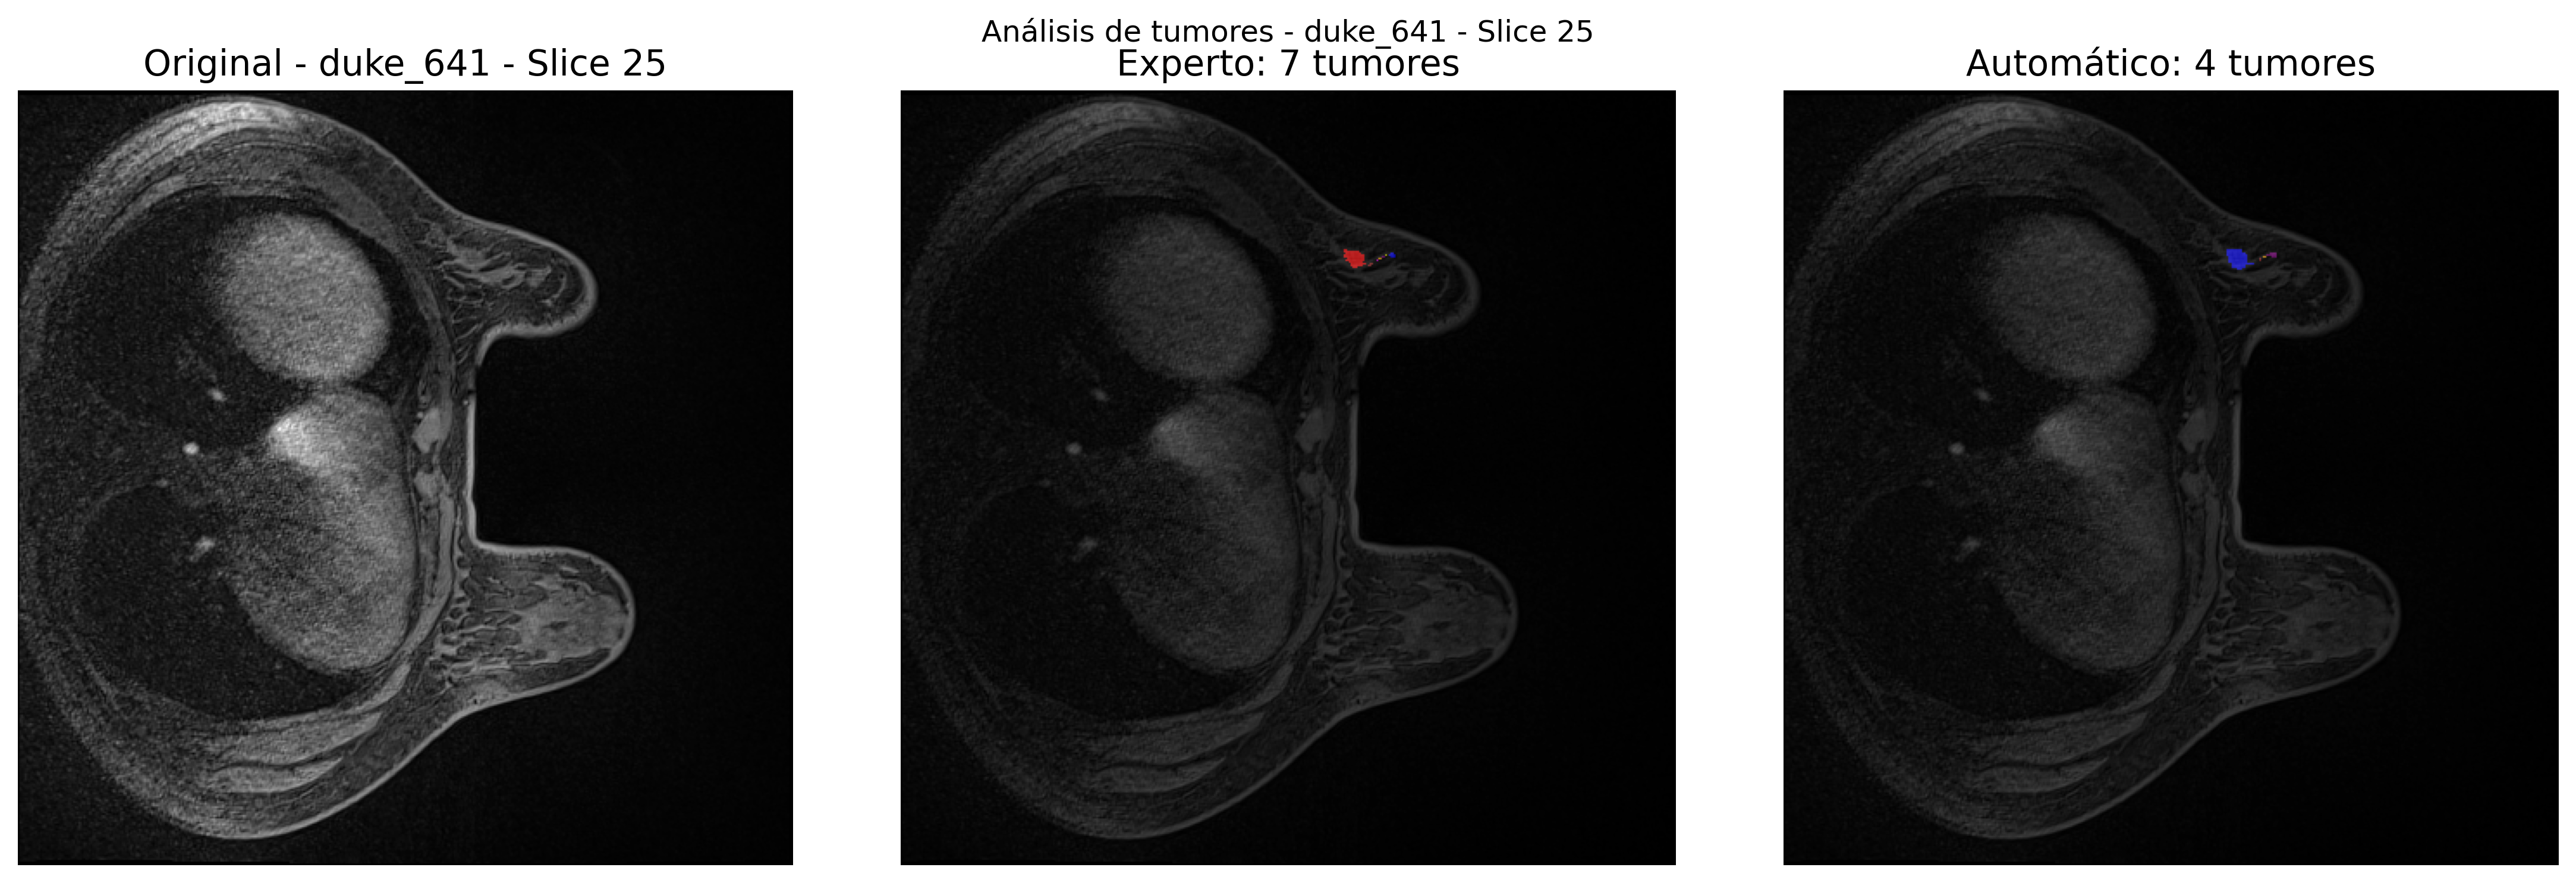 Análisis de tumores - duke_641 - Slice 25
Original - duke_641 - Slice 25
Experto: 7 tumores
Automático: 4 tumores